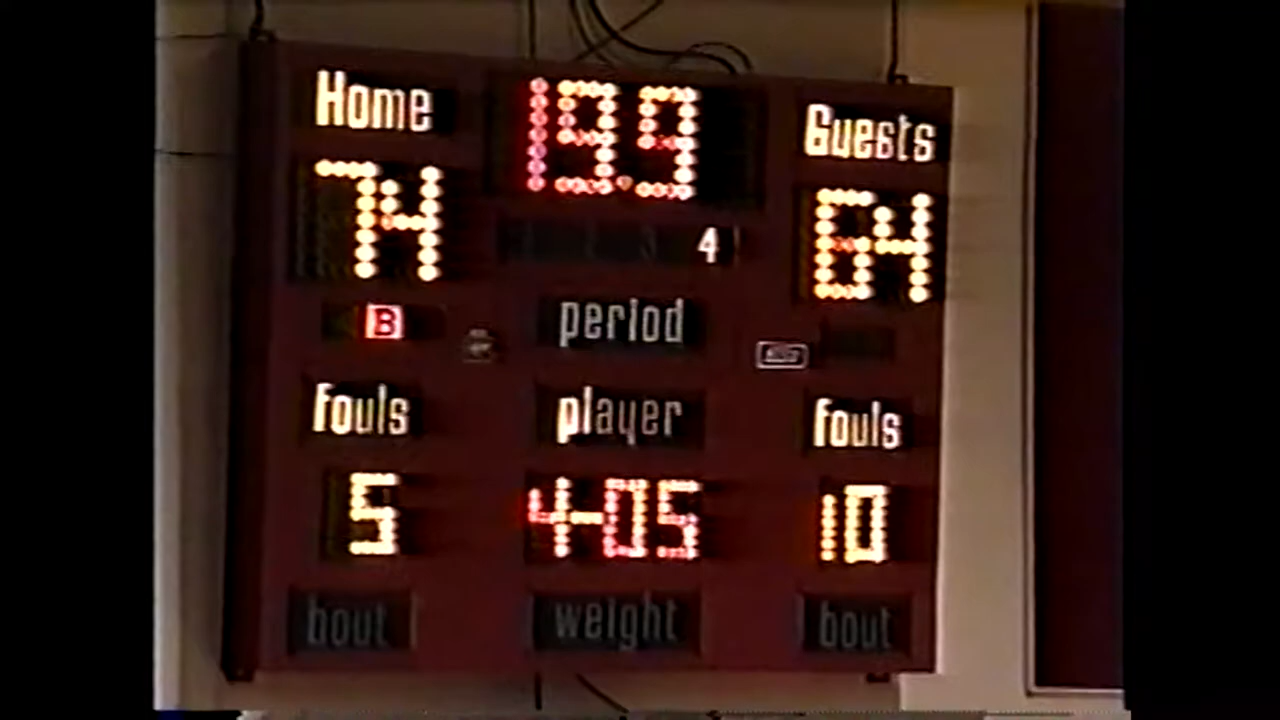 Home 19.9 Guests
74 64
4
B period
fouls player fouls
5 4-05 10
bout weight bout